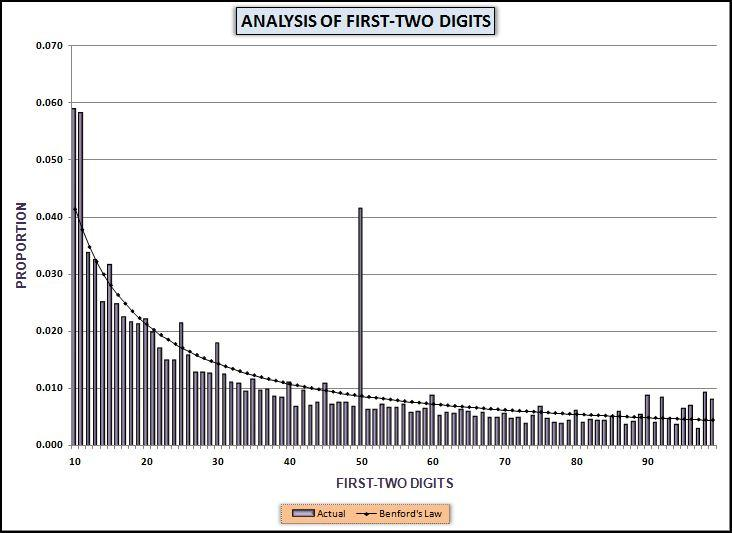 ANALYSIS OF FIRST-TWO DIGITS
0.070
0.060
0.050
0.040
0.030
0.020
0.010
0.000
PROPORTION
10 20 30 40 50 60 70 80 90
FIRST-TWO DIGITS
Actual Benford's Law